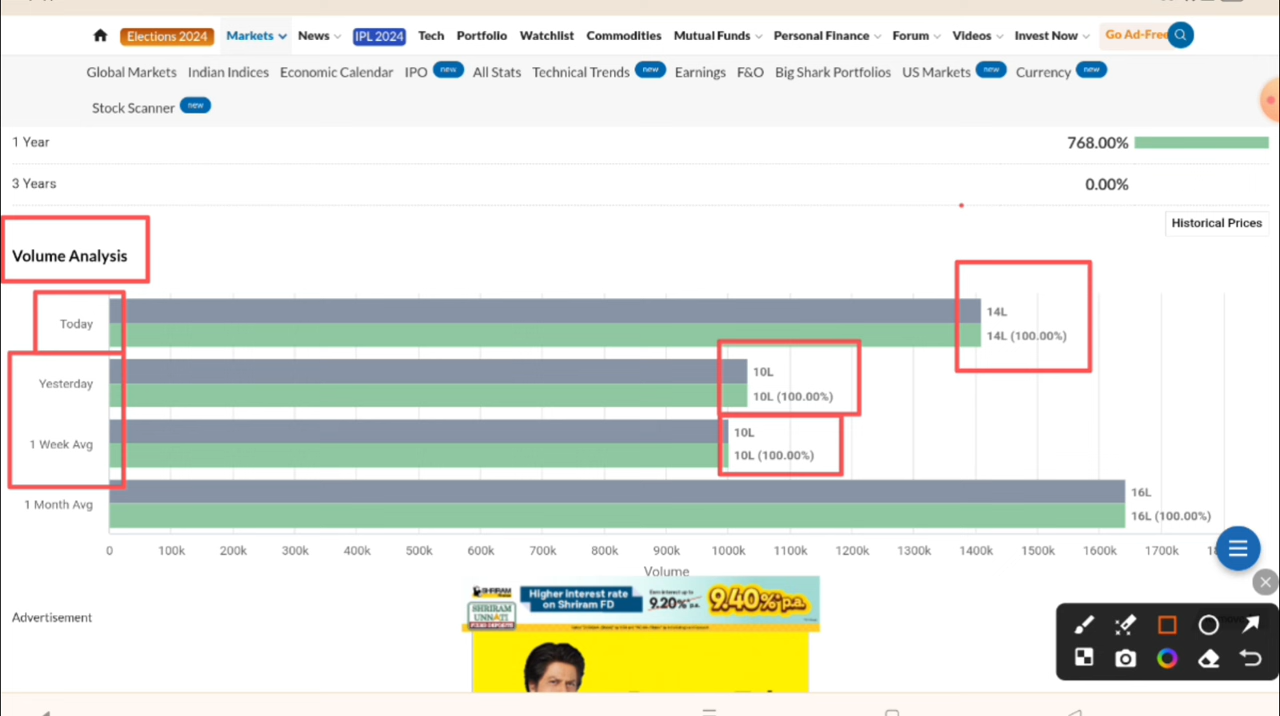 Elections 2024 Markets News IPL 2024 Tech Portfolio Watchlist Commodities Mutual Funds Personal Finance Forum Videos Invest Now Go Ad-Free
Global Markets Indian Indices Economic Calendar IPO new All Stats Technical Trends new Earnings F&O Big Shark Portfolios US Markets new Currency new
Stock Scanner new
1 Year 768.00%
3 Years 0.00%
Historical Prices
Volume Analysis
Today 14L
14L (100.00%)
Yesterday 10L
10L (100.00%)
1 Week Avg 10L
10L (100.00%)
1 Month Avg 16L
16L (100.00%)
0 100k 200k 300k 400k 500k 600k 700k 800k 900k 1000k 1100k 1200k 1300k 1400k 1500k 1600k 1700k
Volume
Advertisement
SHRIRAM
SHRIRAM
UNNATI
Higher interest rate
on Shriram FD
9.20% p.a.
9.40% p.a.